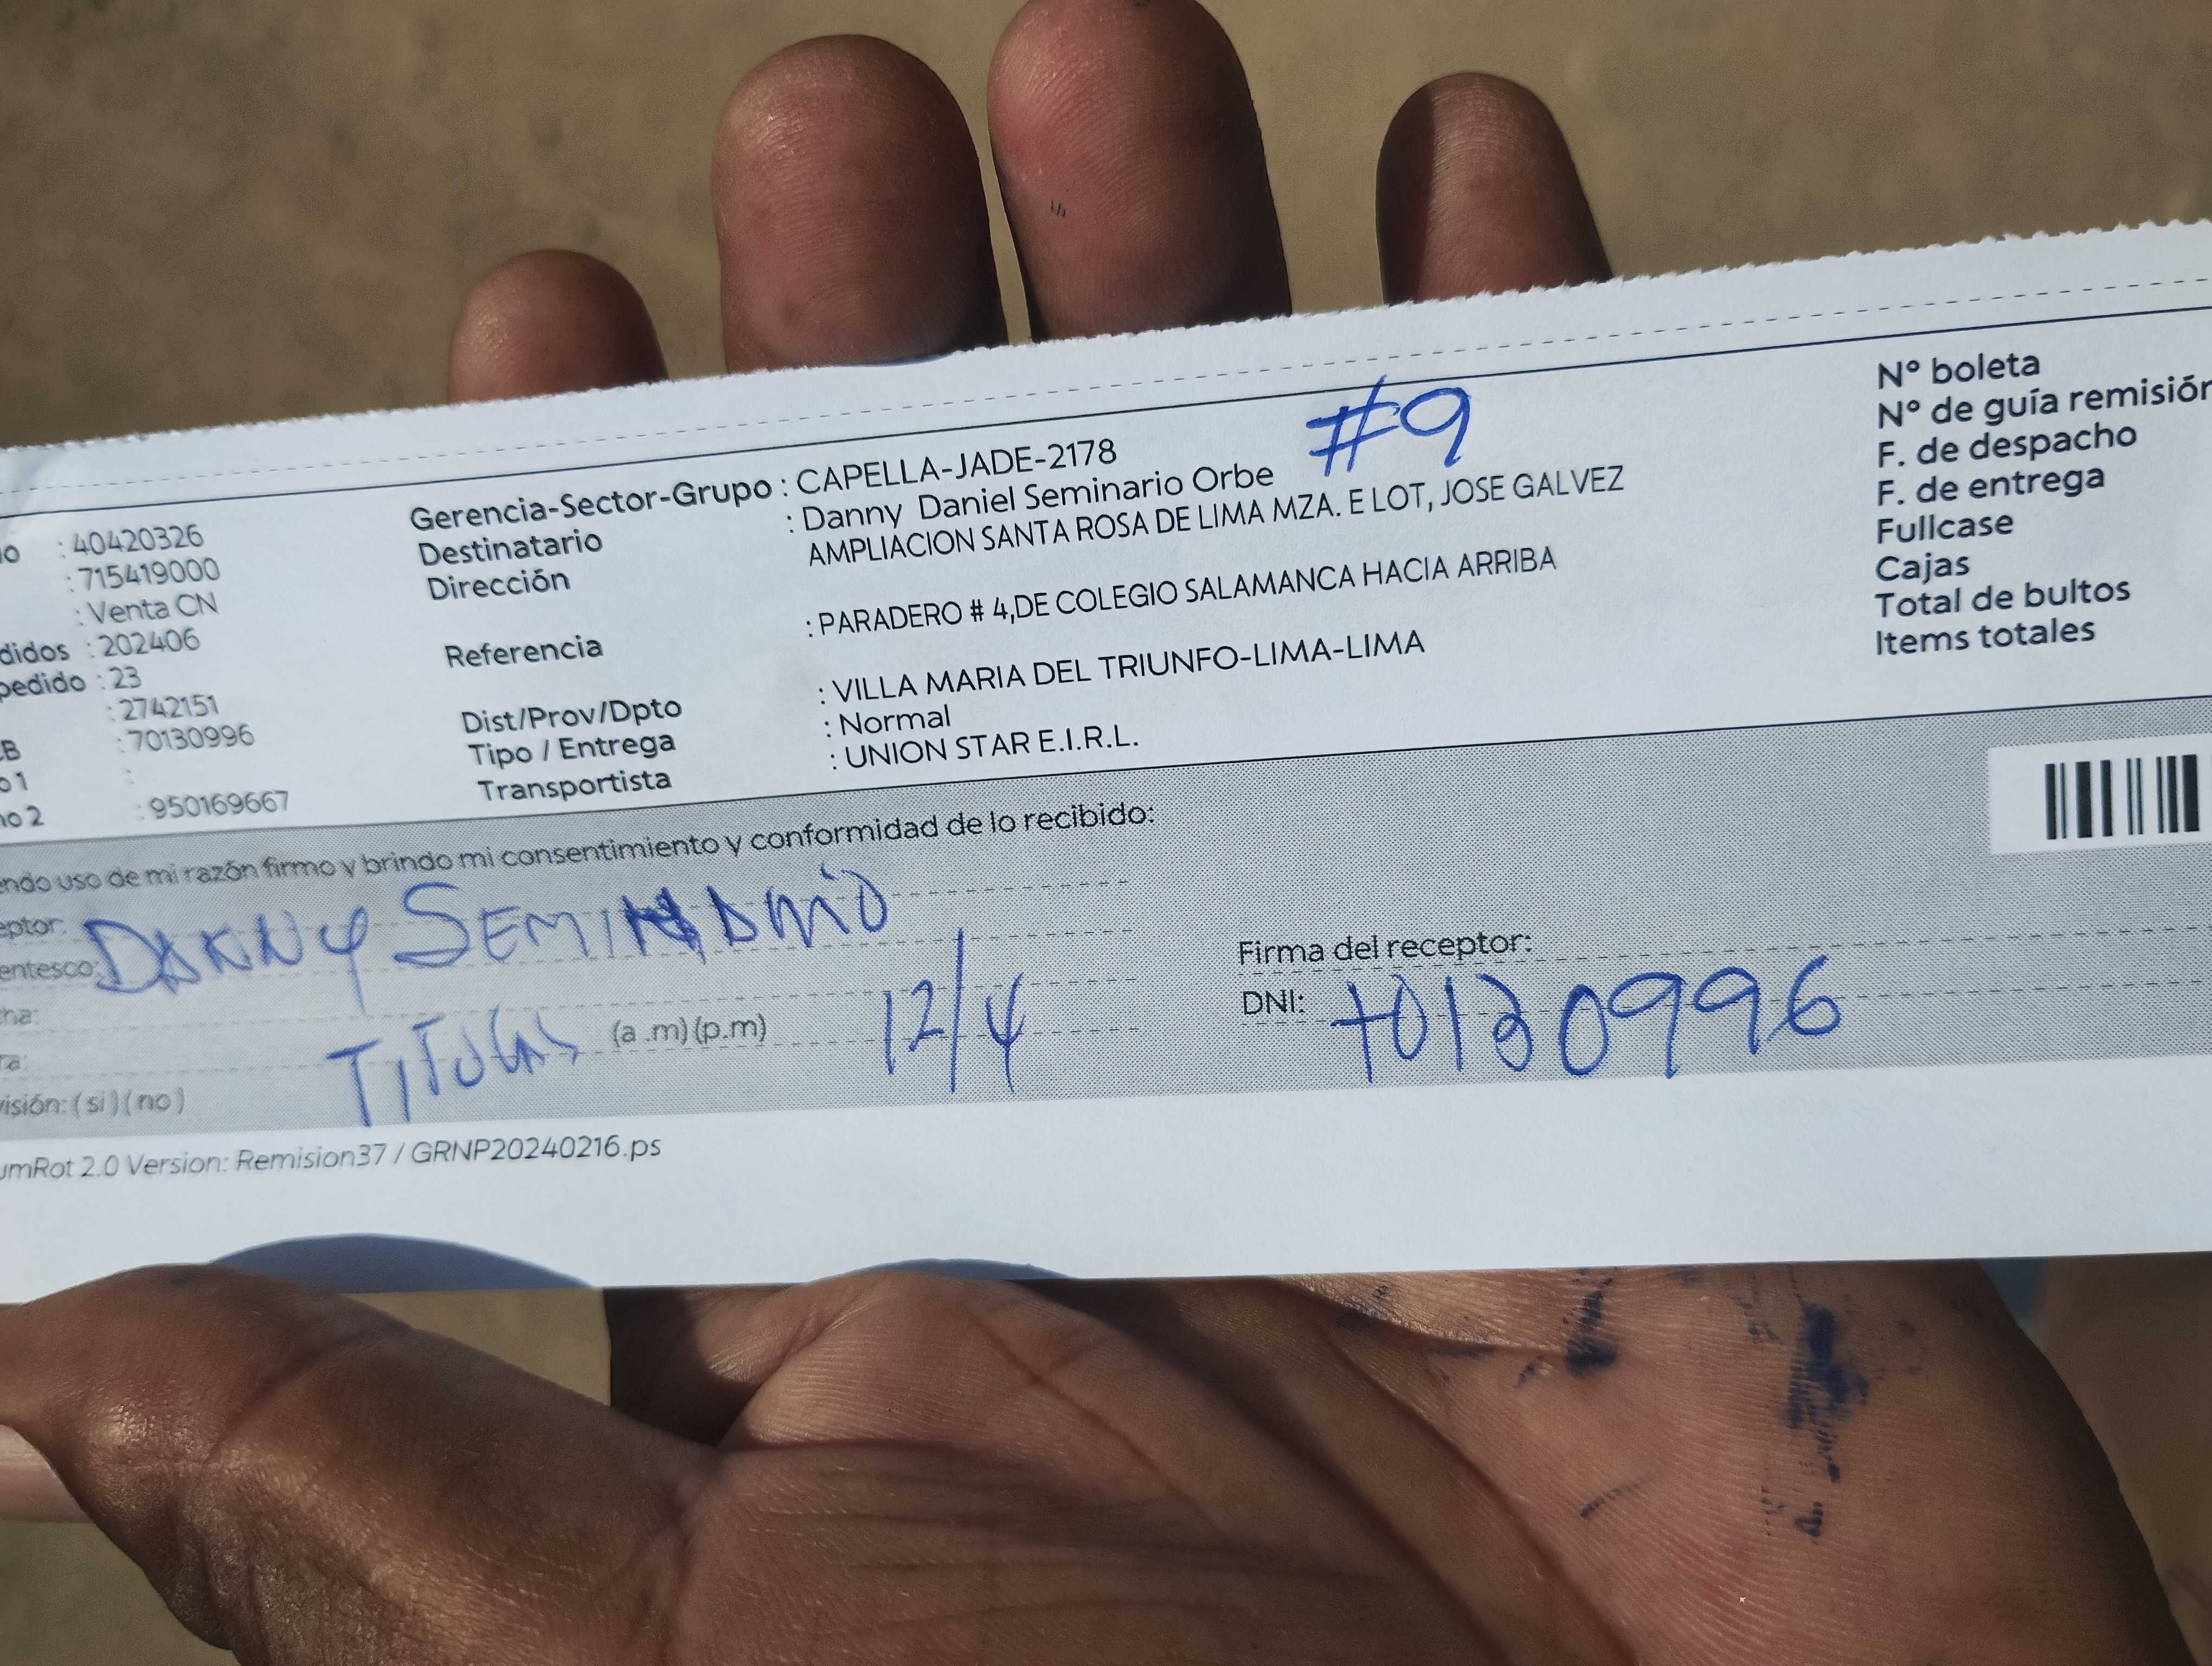 #9
Gerencia-Sector-Grupo : CAPELLA-JADE-2178
Destinatario : Danny Daniel Seminario Orbe
Dirección AMPLIACION SANTA ROSA DE LIMA MZA. E LOT, JOSE GALVEZ
Referencia : PARADERO # 4,DE COLEGIO SALAMANCA HACIA ARRIBA
Dist/Prov/Dpto : VILLA MARIA DEL TRIUNFO-LIMA-LIMA
Tipo / Entrega : Normal
Transportista : UNION STAR E.I.R.L.
o : 40420326
: 715419000
: Venta CN
didos : 202406
pedido : 23
: 2742151
B : 70130996
o 1 :
no 2 : 950169667
N° boleta
N° de guía remisión
F. de despacho
F. de entrega
Fullcase
Cajas
Total de bultos
Items totales
endo uso de mi razón firmo y brindo mi consentimiento y conformidad de lo recibido:
eptor: DANNY SEMINARIO
entesco:
ha:
ra: (a .m) (p.m) 12/4
visión: ( si ) ( no )
Firma del receptor:
DNI: 70130996
umRot 2.0 Version: Remision37 / GRNP20240216.ps